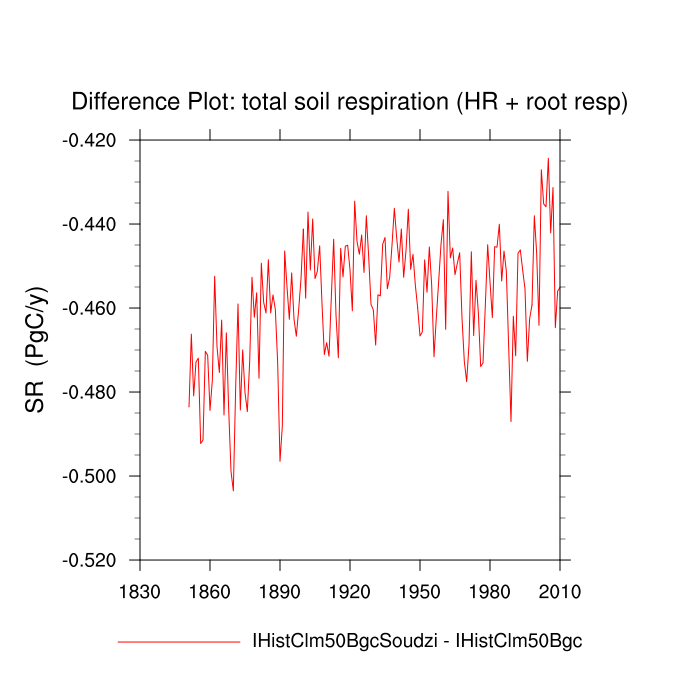 Difference Plot: total soil respiration (HR + root resp)
-0.420
-0.440
-0.460
-0.480
-0.500
-0.520
SR (PgC/y)
1830 1860 1890 1920 1950 1980 2010
IHistClm50BgcSoudzi - IHistClm50Bgc